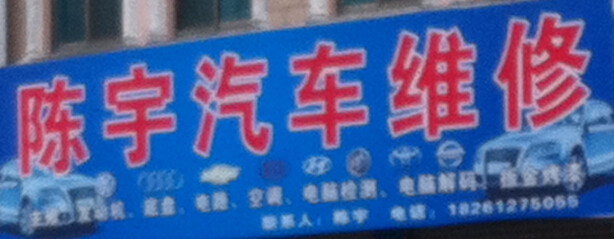 陈宇汽车维修
主修：发动机、底盘、电路、空调、电脑检测、电脑解码、钣金烤漆
联系人：陈宇 电话：18261275055